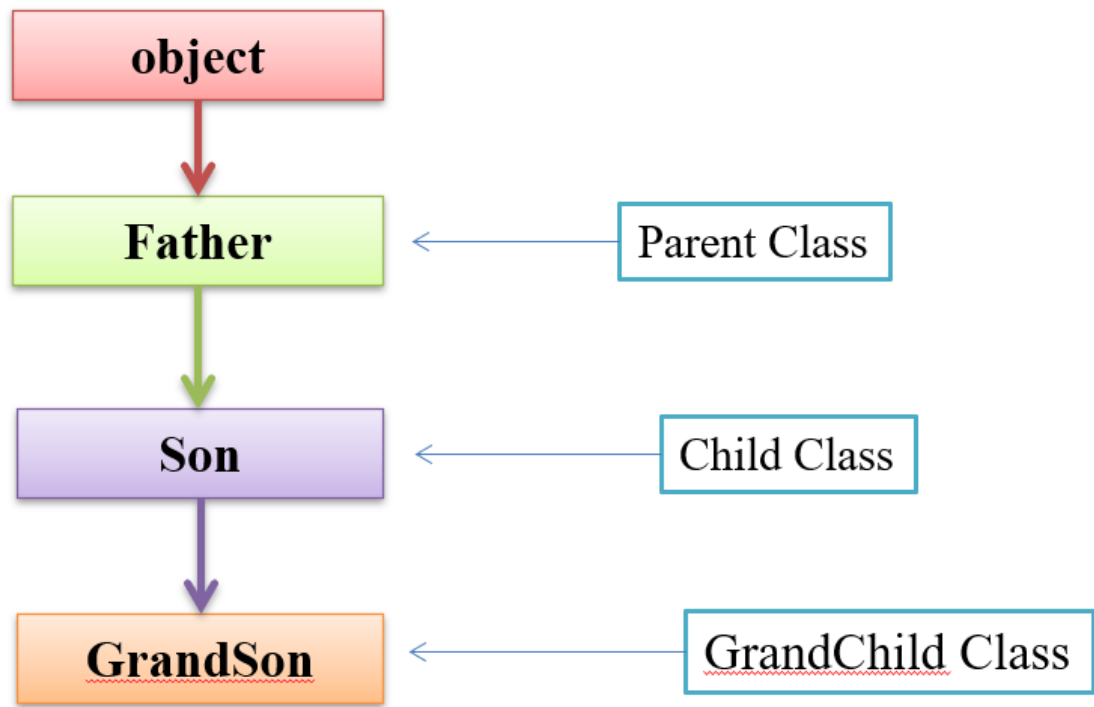 object
Father
Parent Class
Son
Child Class
GrandSon
GrandChild Class